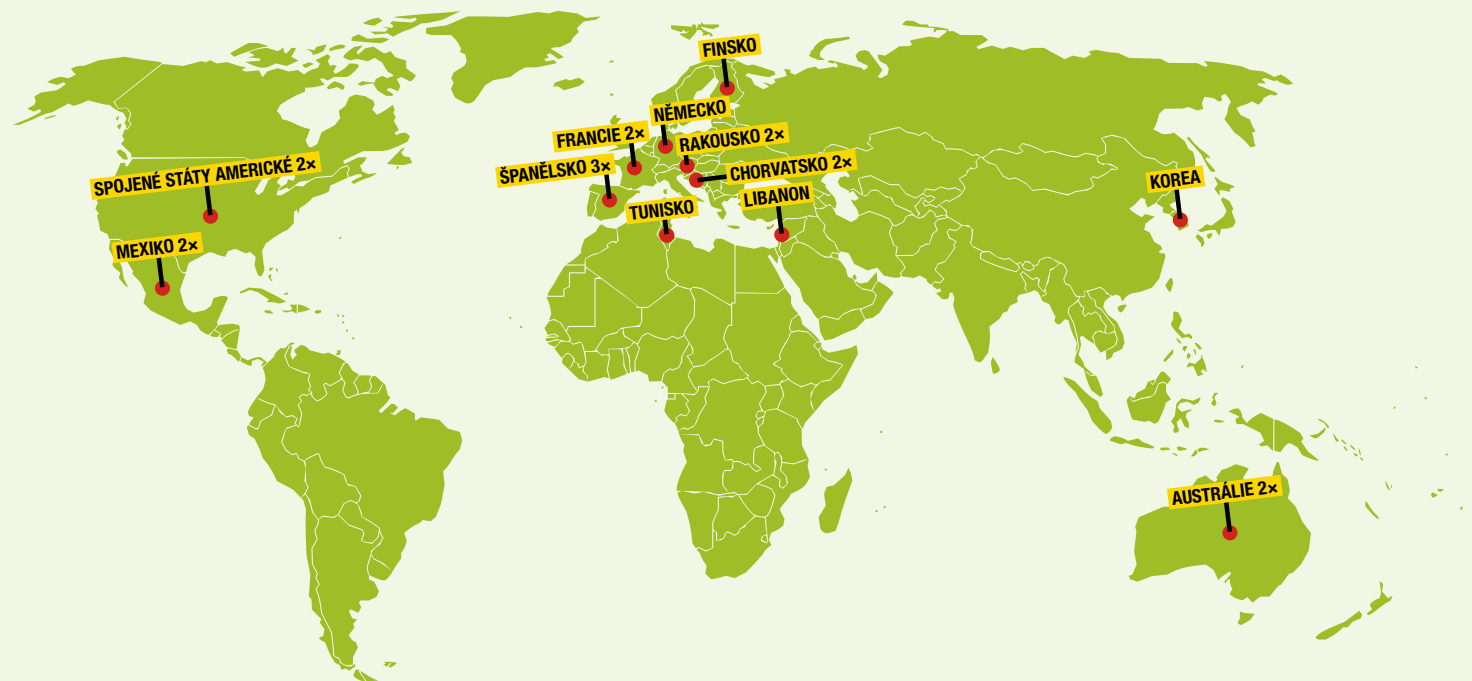 FINSKO
NĚMECKO
FRANCIE 2×
RAKOUSKO 2×
ŠPANĚLSKO 3×
CHORVATSKO 2×
SPOJENÉ STÁTY AMERICKÉ 2×
LIBANON
KOREA
TUNISKO
MEXIKO 2×
AUSTRÁLIE 2×